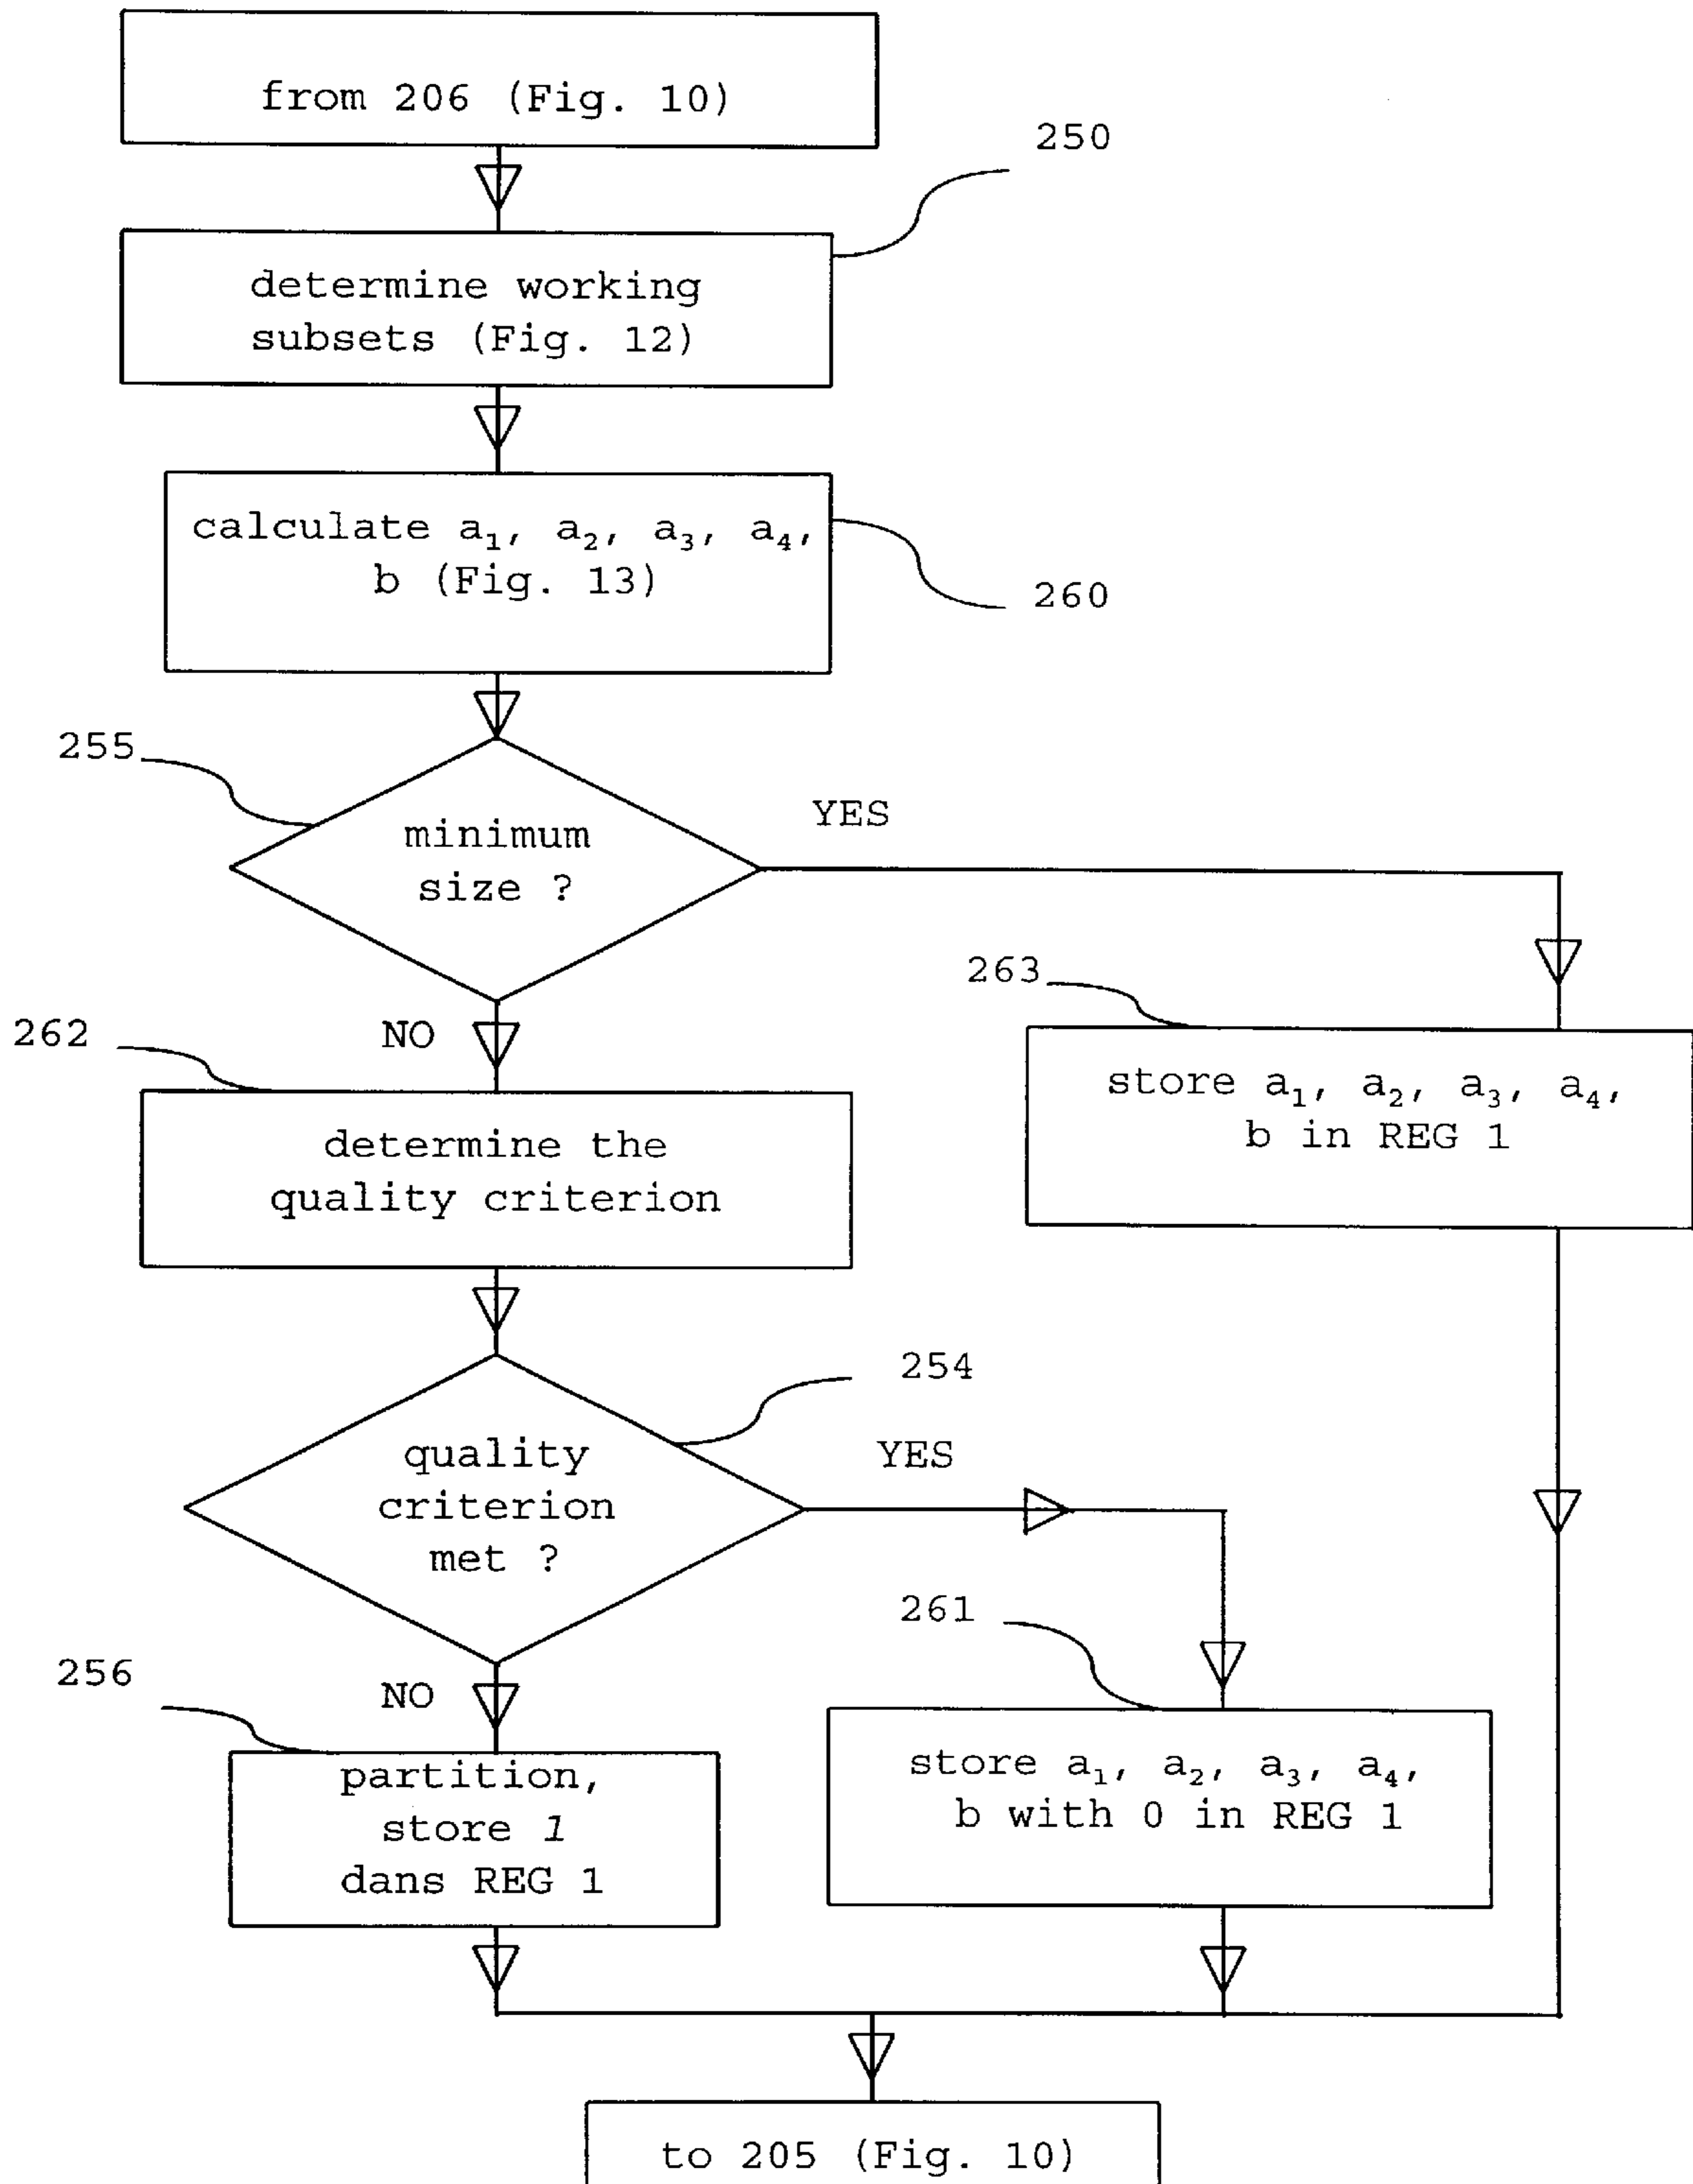 from 206 (Fig. 10)
250
determine working
subsets (Fig. 12)
calculate a₁, a₂, a₃, a₄,
b (Fig. 13)
260
255
minimum
size ?
YES
263
NO
262
store a₁, a₂, a₃, a₄,
b in REG 1
determine the
quality criterion
254
quality
criterion
met ?
YES
261
256
NO
partition,
store 1
dans REG 1
store a₁, a₂, a₃, a₄,
b with 0 in REG 1
to 205 (Fig. 10)